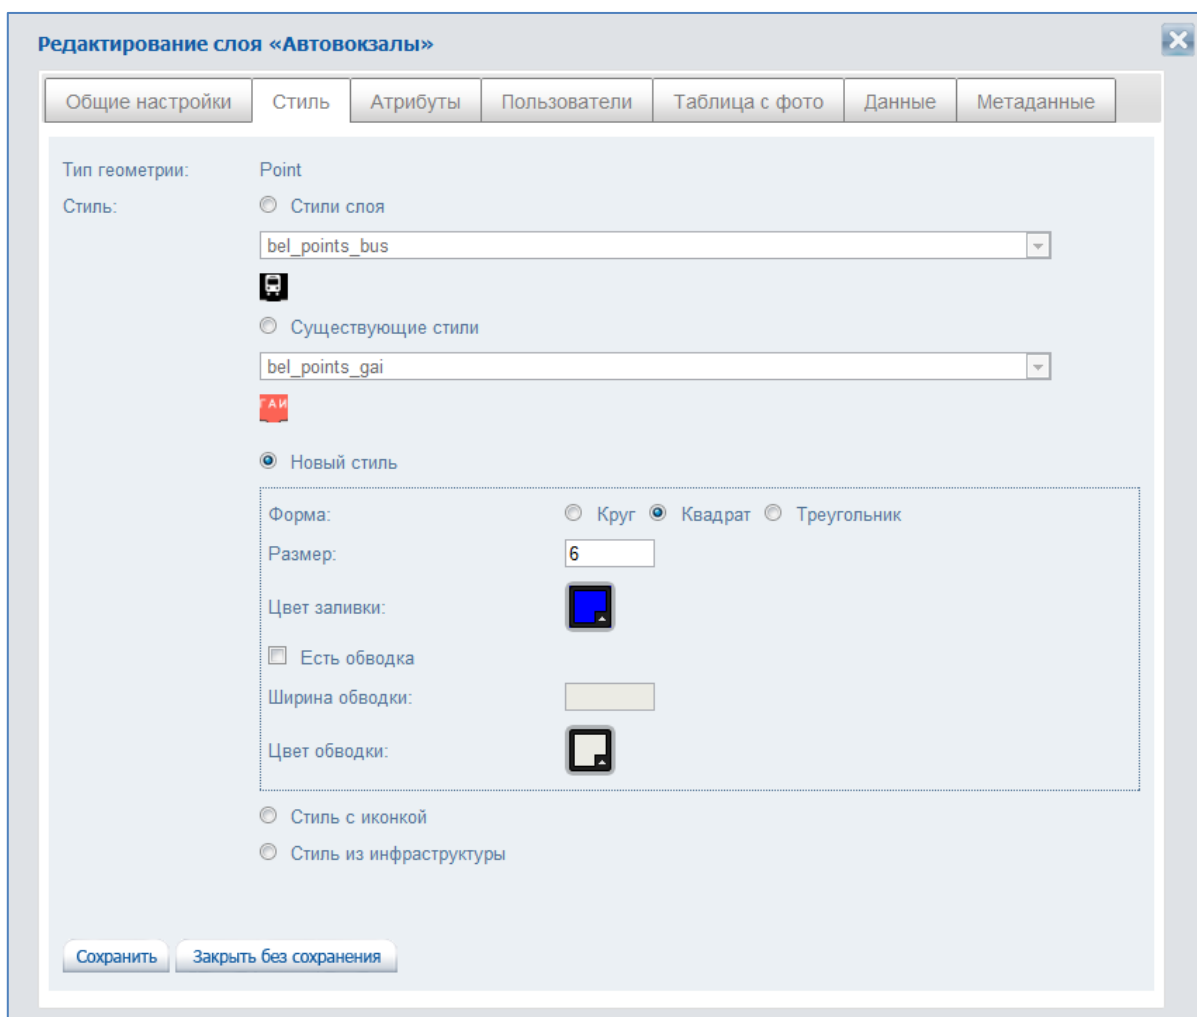 Редактирование слоя «Автовокзалы»
Общие настройки Стиль Атрибуты Пользователи Таблица с фото Данные Метаданные
Тип геометрии: Point
Стиль: Стили слоя
bel_points_bus
Существующие стили
bel_points_gai
ГАИ
Новый стиль
Форма: Круг Квадрат Треугольник
Размер: 6
Цвет заливки:
Есть обводка
Ширина обводки:
Цвет обводки:
Стиль с иконкой
Стиль из инфраструктуры
Сохранить Закрыть без сохранения